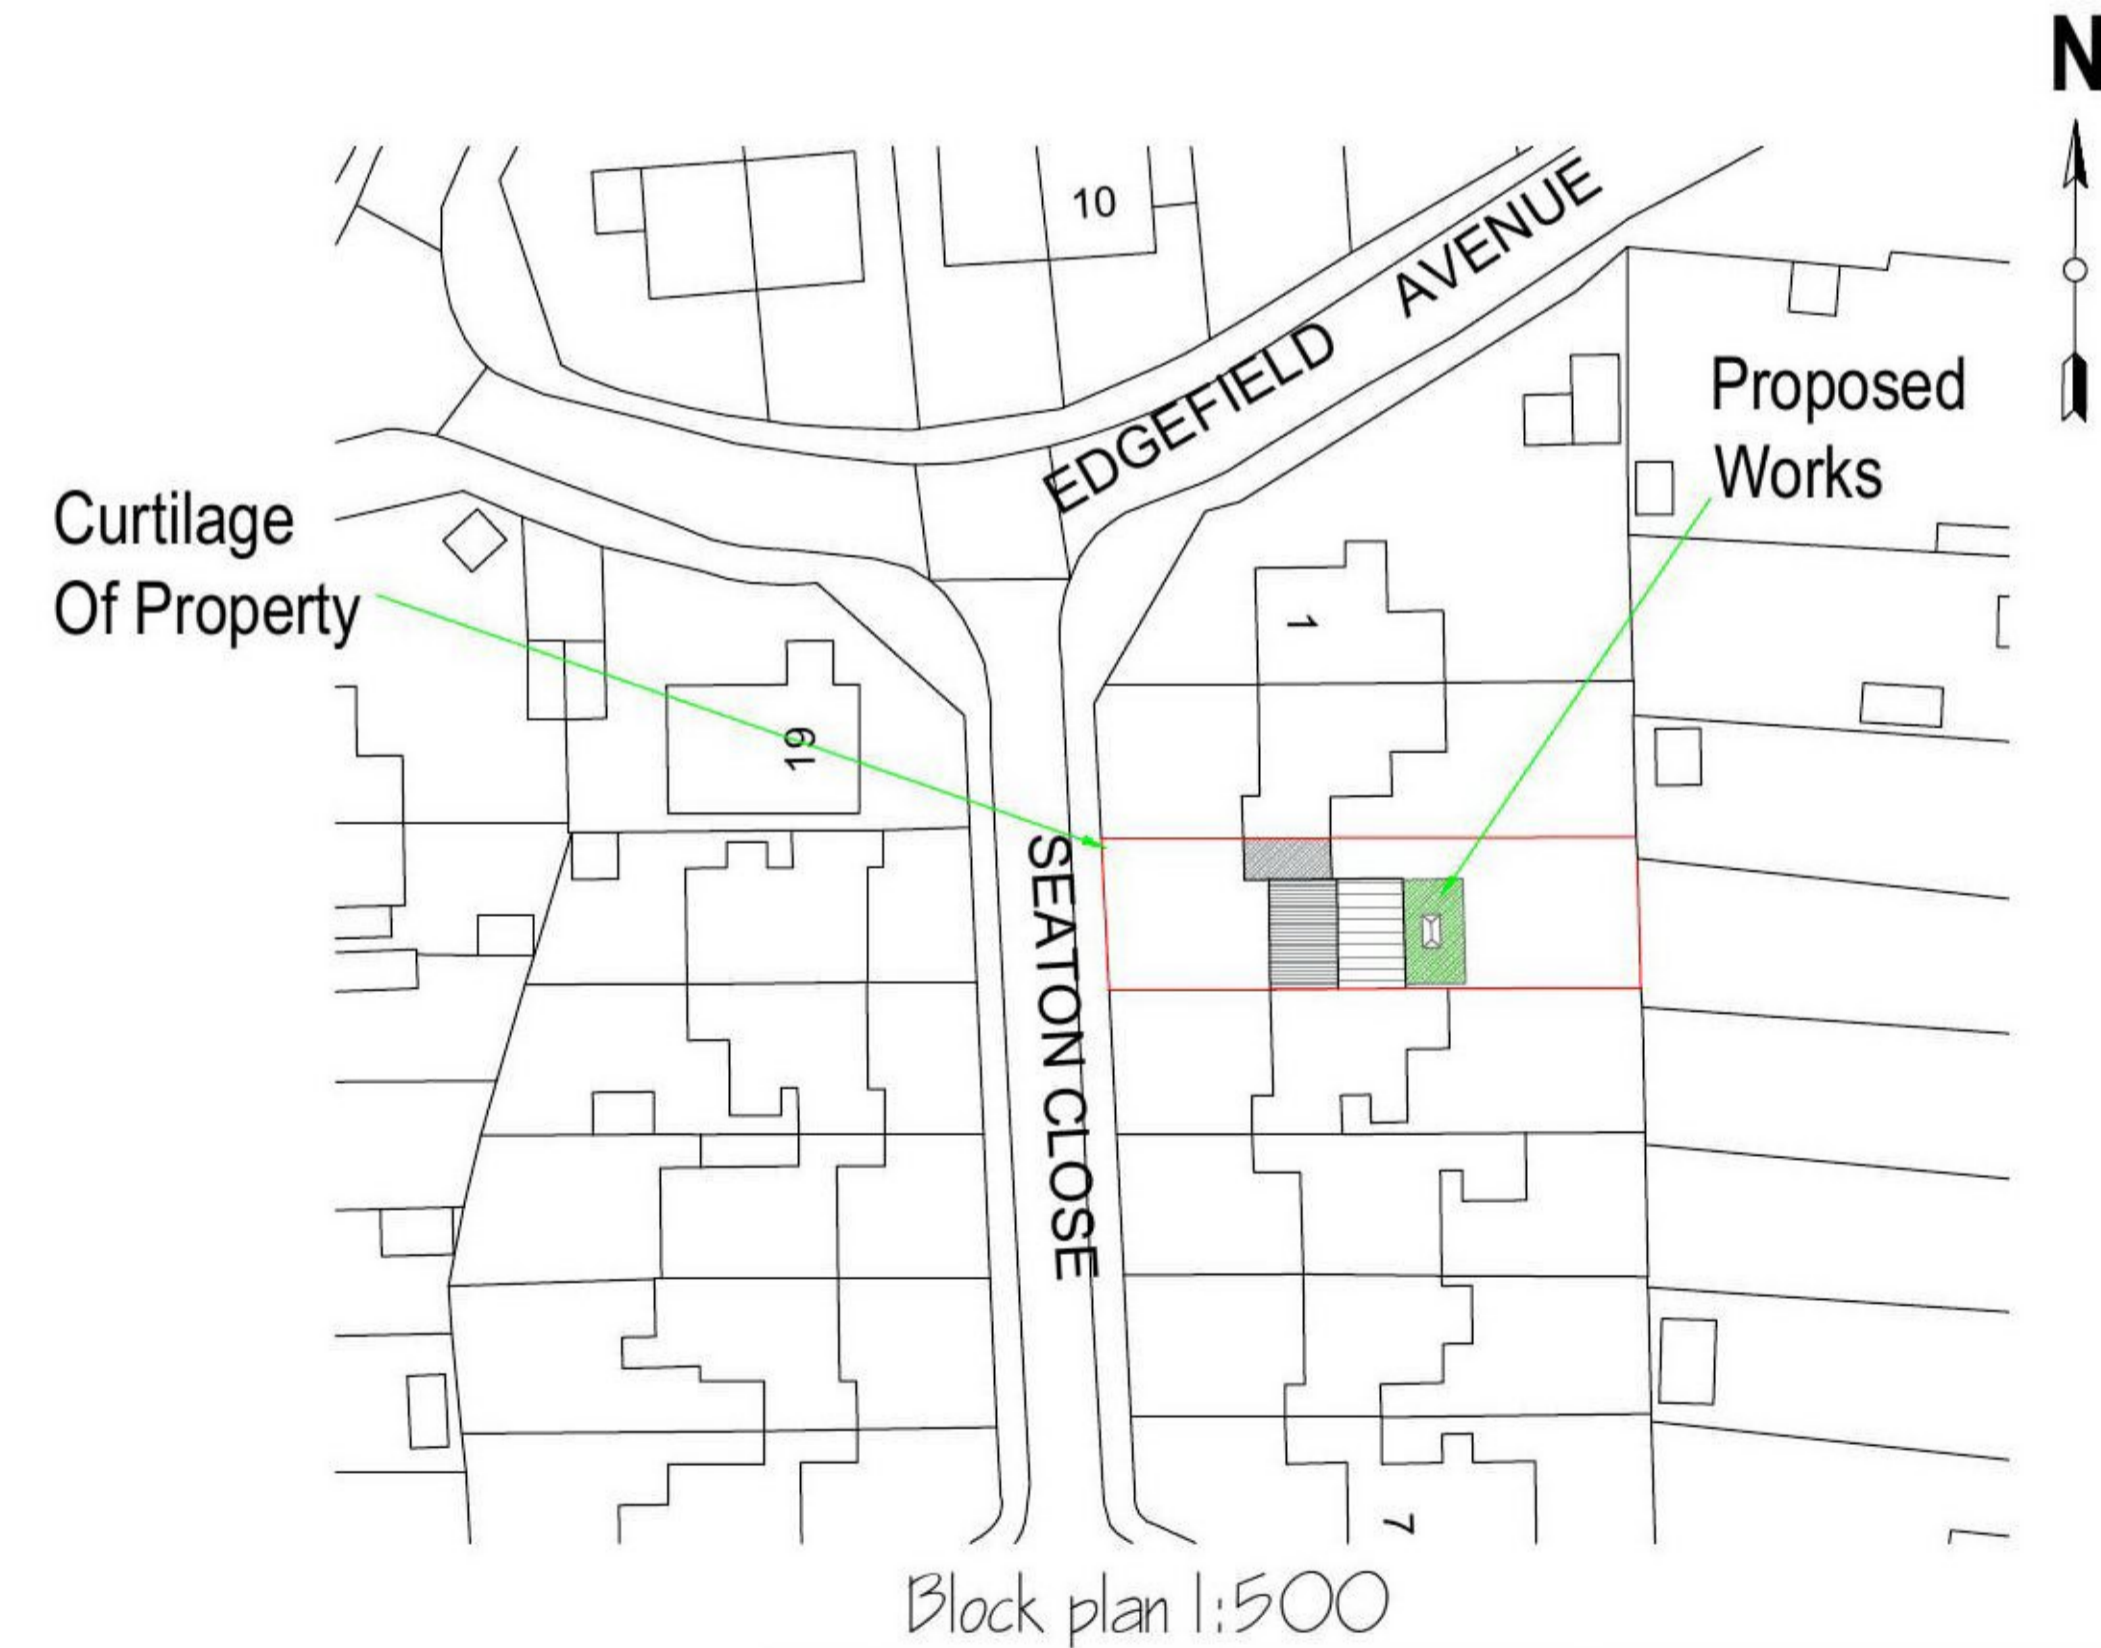 N
10
EDGEFIELD AVENUE
Proposed
Works
Curtilage
Of Property
1
19
SEATON CLOSE
7
Block plan 1:500